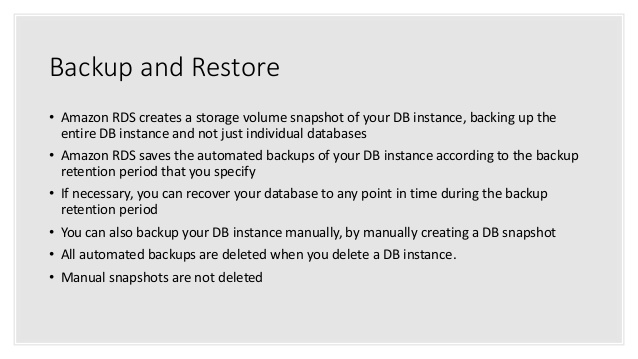 Backup and Restore
• Amazon RDS creates a storage volume snapshot of your DB instance, backing up the
entire DB instance and not just individual databases
• Amazon RDS saves the automated backups of your DB instance according to the backup
retention period that you specify
• If necessary, you can recover your database to any point in time during the backup
retention period
• You can also backup your DB instance manually, by manually creating a DB snapshot
• All automated backups are deleted when you delete a DB instance.
• Manual snapshots are not deleted